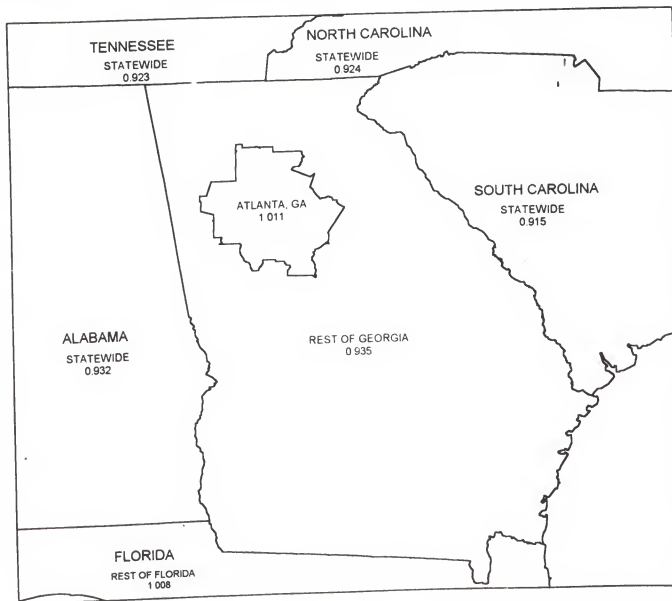 TENNESSEE
STATEWIDE
0.923
NORTH CAROLINA
STATEWIDE
0.924
ATLANTA, GA
1 011
SOUTH CAROLINA
STATEWIDE
0.915
REST OF GEORGIA
0 935
ALABAMA
STATEWIDE
0.932
FLORIDA
REST OF FLORIDA
1 008